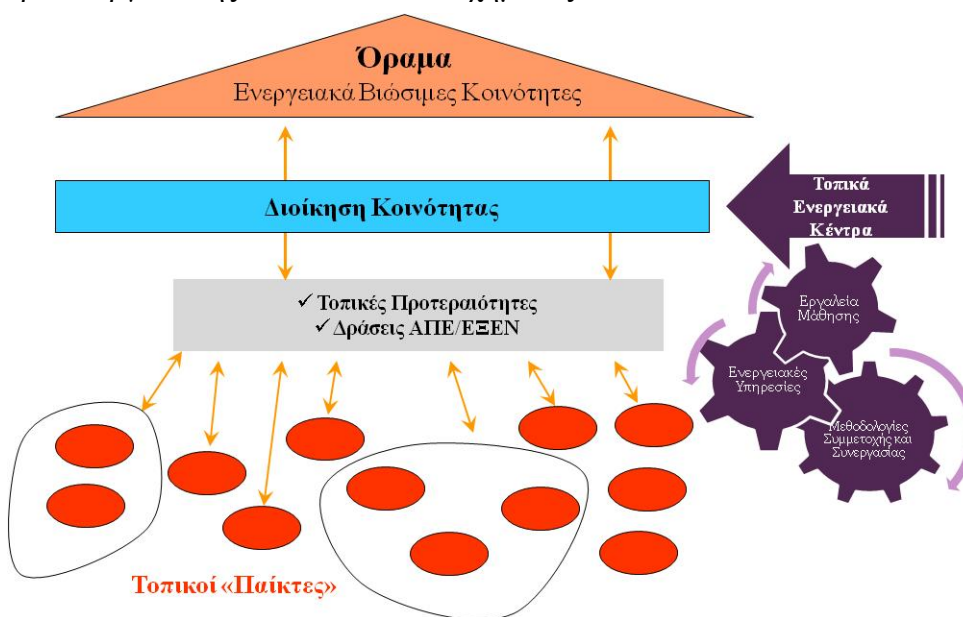 Όραμα
Ενεργειακά Βιώσιμες Κοινότητες
Διοίκηση Κοινότητας
Τοπικά
Ενεργειακά
Κέντρα
✓ Τοπικές Προτεραιότητες
✓ Δράσεις ΑΠΕ/ΕΞΕΝ
Εργαλεία
Μάθησης
Ενεργειακές
Υπηρεσίες
Μεθοδολογίες
Συμμετοχής και
Συνεργασίας
Τοπικοί «Παίκτες»